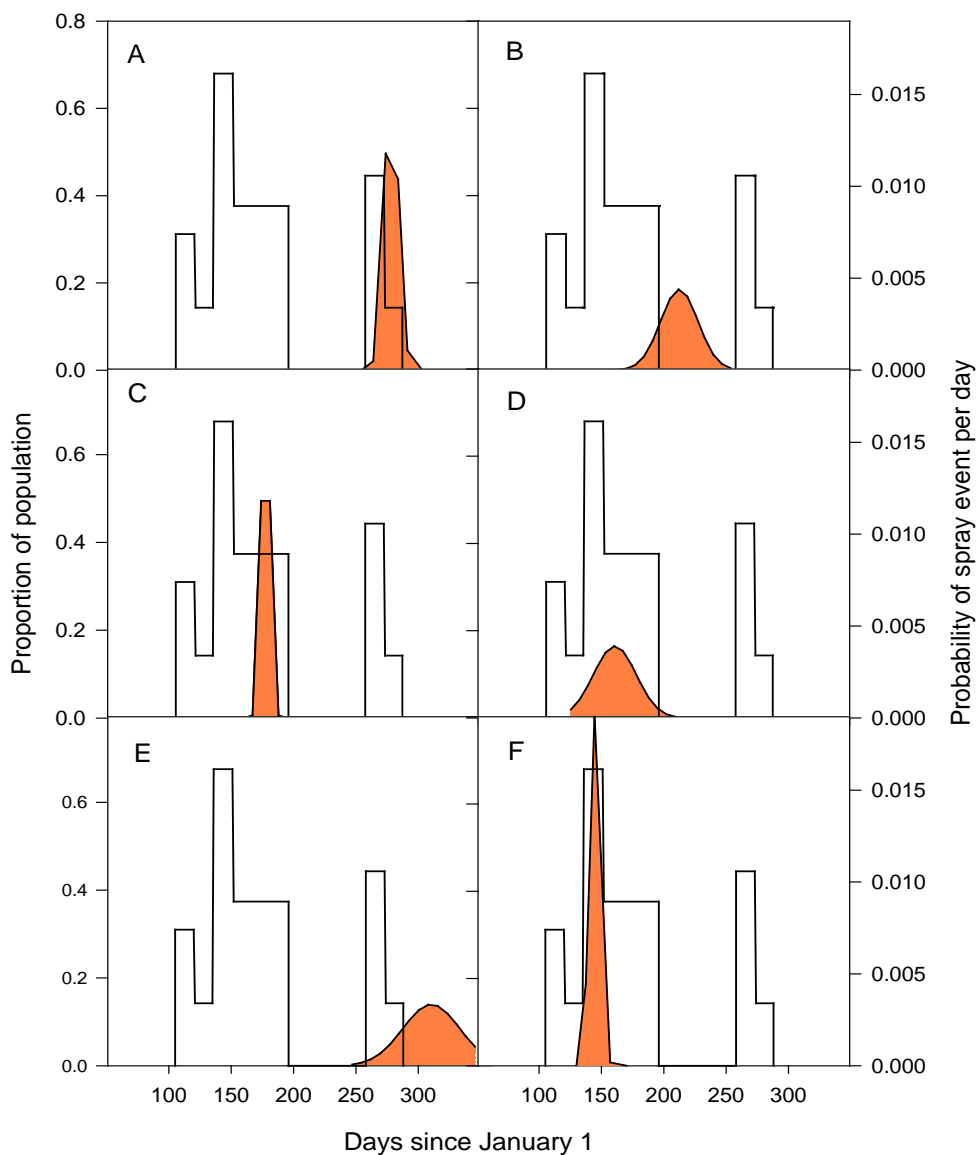 0.8
A
B
0.6
0.4
0.2
0.0
0.015
0.010
0.005
0.000
C
D
0.6
0.4
0.2
0.0
0.015
0.010
0.005
0.000
E
F
0.6
0.4
0.2
0.0
0.015
0.010
0.005
0.000
Proportion of population
Probability of spray event per day
100 150 200 250 300
100 150 200 250 300
Days since January 1